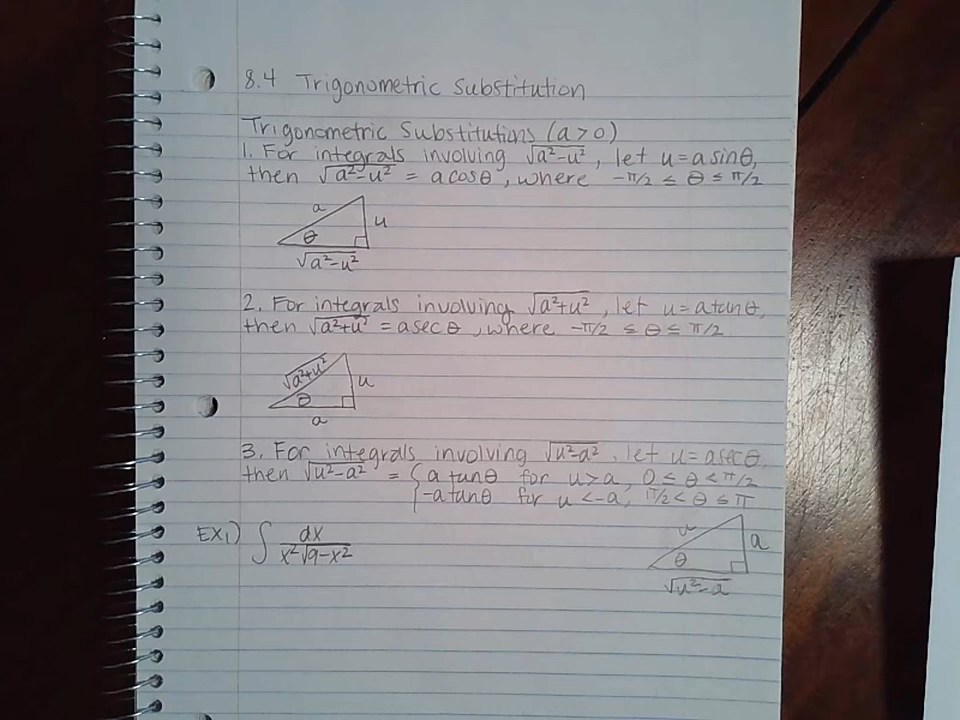 8.4 Trigonometric Substitution
Trigonometric Substitutions (a > 0)
1. For integrals involving √(a²-u²), let u = a sinθ,
then √(a²-u²) = a cosθ, where -π/2 ≤ θ ≤ π/2
a
u
θ
√(a²-u²)
2. For integrals involving √(a²+u²), let u = a tanθ,
then √(a²+u²) = a sec θ, where -π/2 ≤ θ ≤ π/2
√(a²+u²)
u
θ
a
3. For integrals involving √(u²-a²), let u = a secθ,
then √(u²-a²) = { a tanθ for u > a, 0 ≤ θ < π/2
-a tanθ for u < -a, π/2 < θ ≤ π
EX1) ∫ dx / (x²√(9-x²))
u
a
θ
√(u²-a)